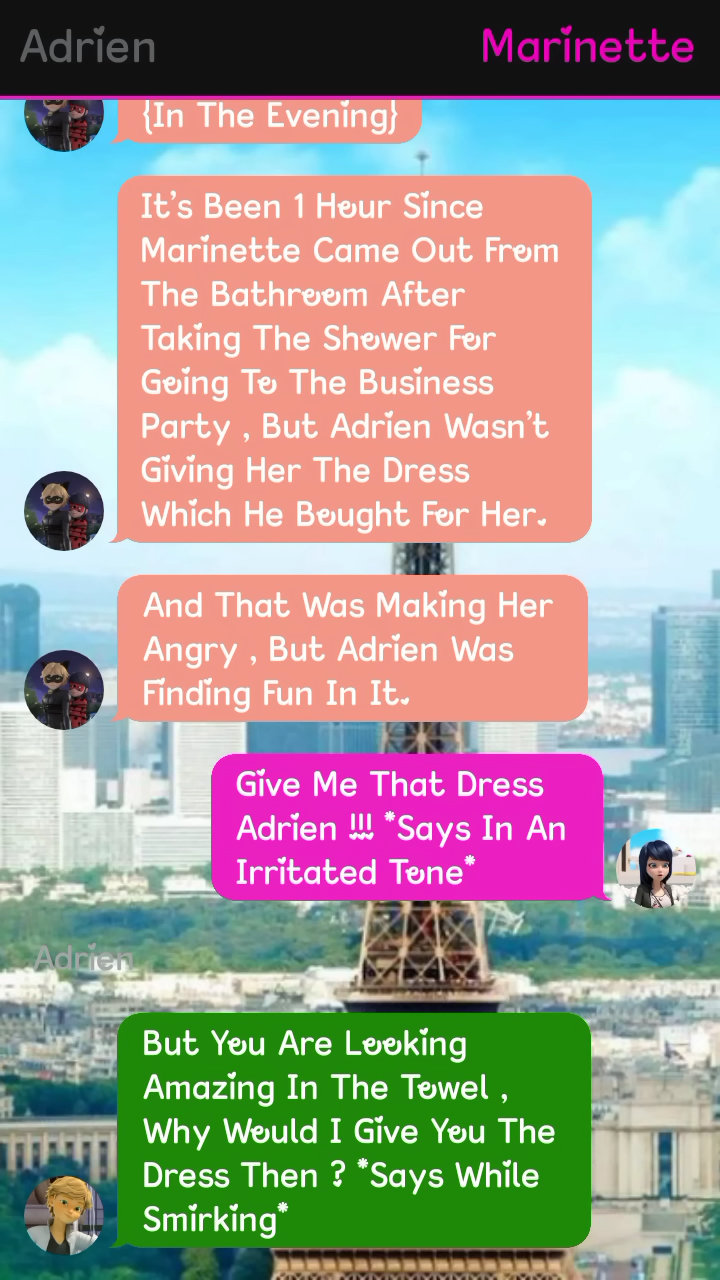 Adrien Marinette
{In The Evening}
It's Been 1 Hour Since
Marinette Came Out From
The Bathroom After
Taking The Shower For
Going To The Business
Party , But Adrien Wasn't
Giving Her The Dress
Which He Bought For Her.
And That Was Making Her
Angry , But Adrien Was
Finding Fun In It.
Give Me That Dress
Adrien !!! *Says In An
Irritated Tone*
Adrien
But You Are Looking
Amazing In The Towel ,
Why Would I Give You The
Dress Then ? *Says While
Smirking*